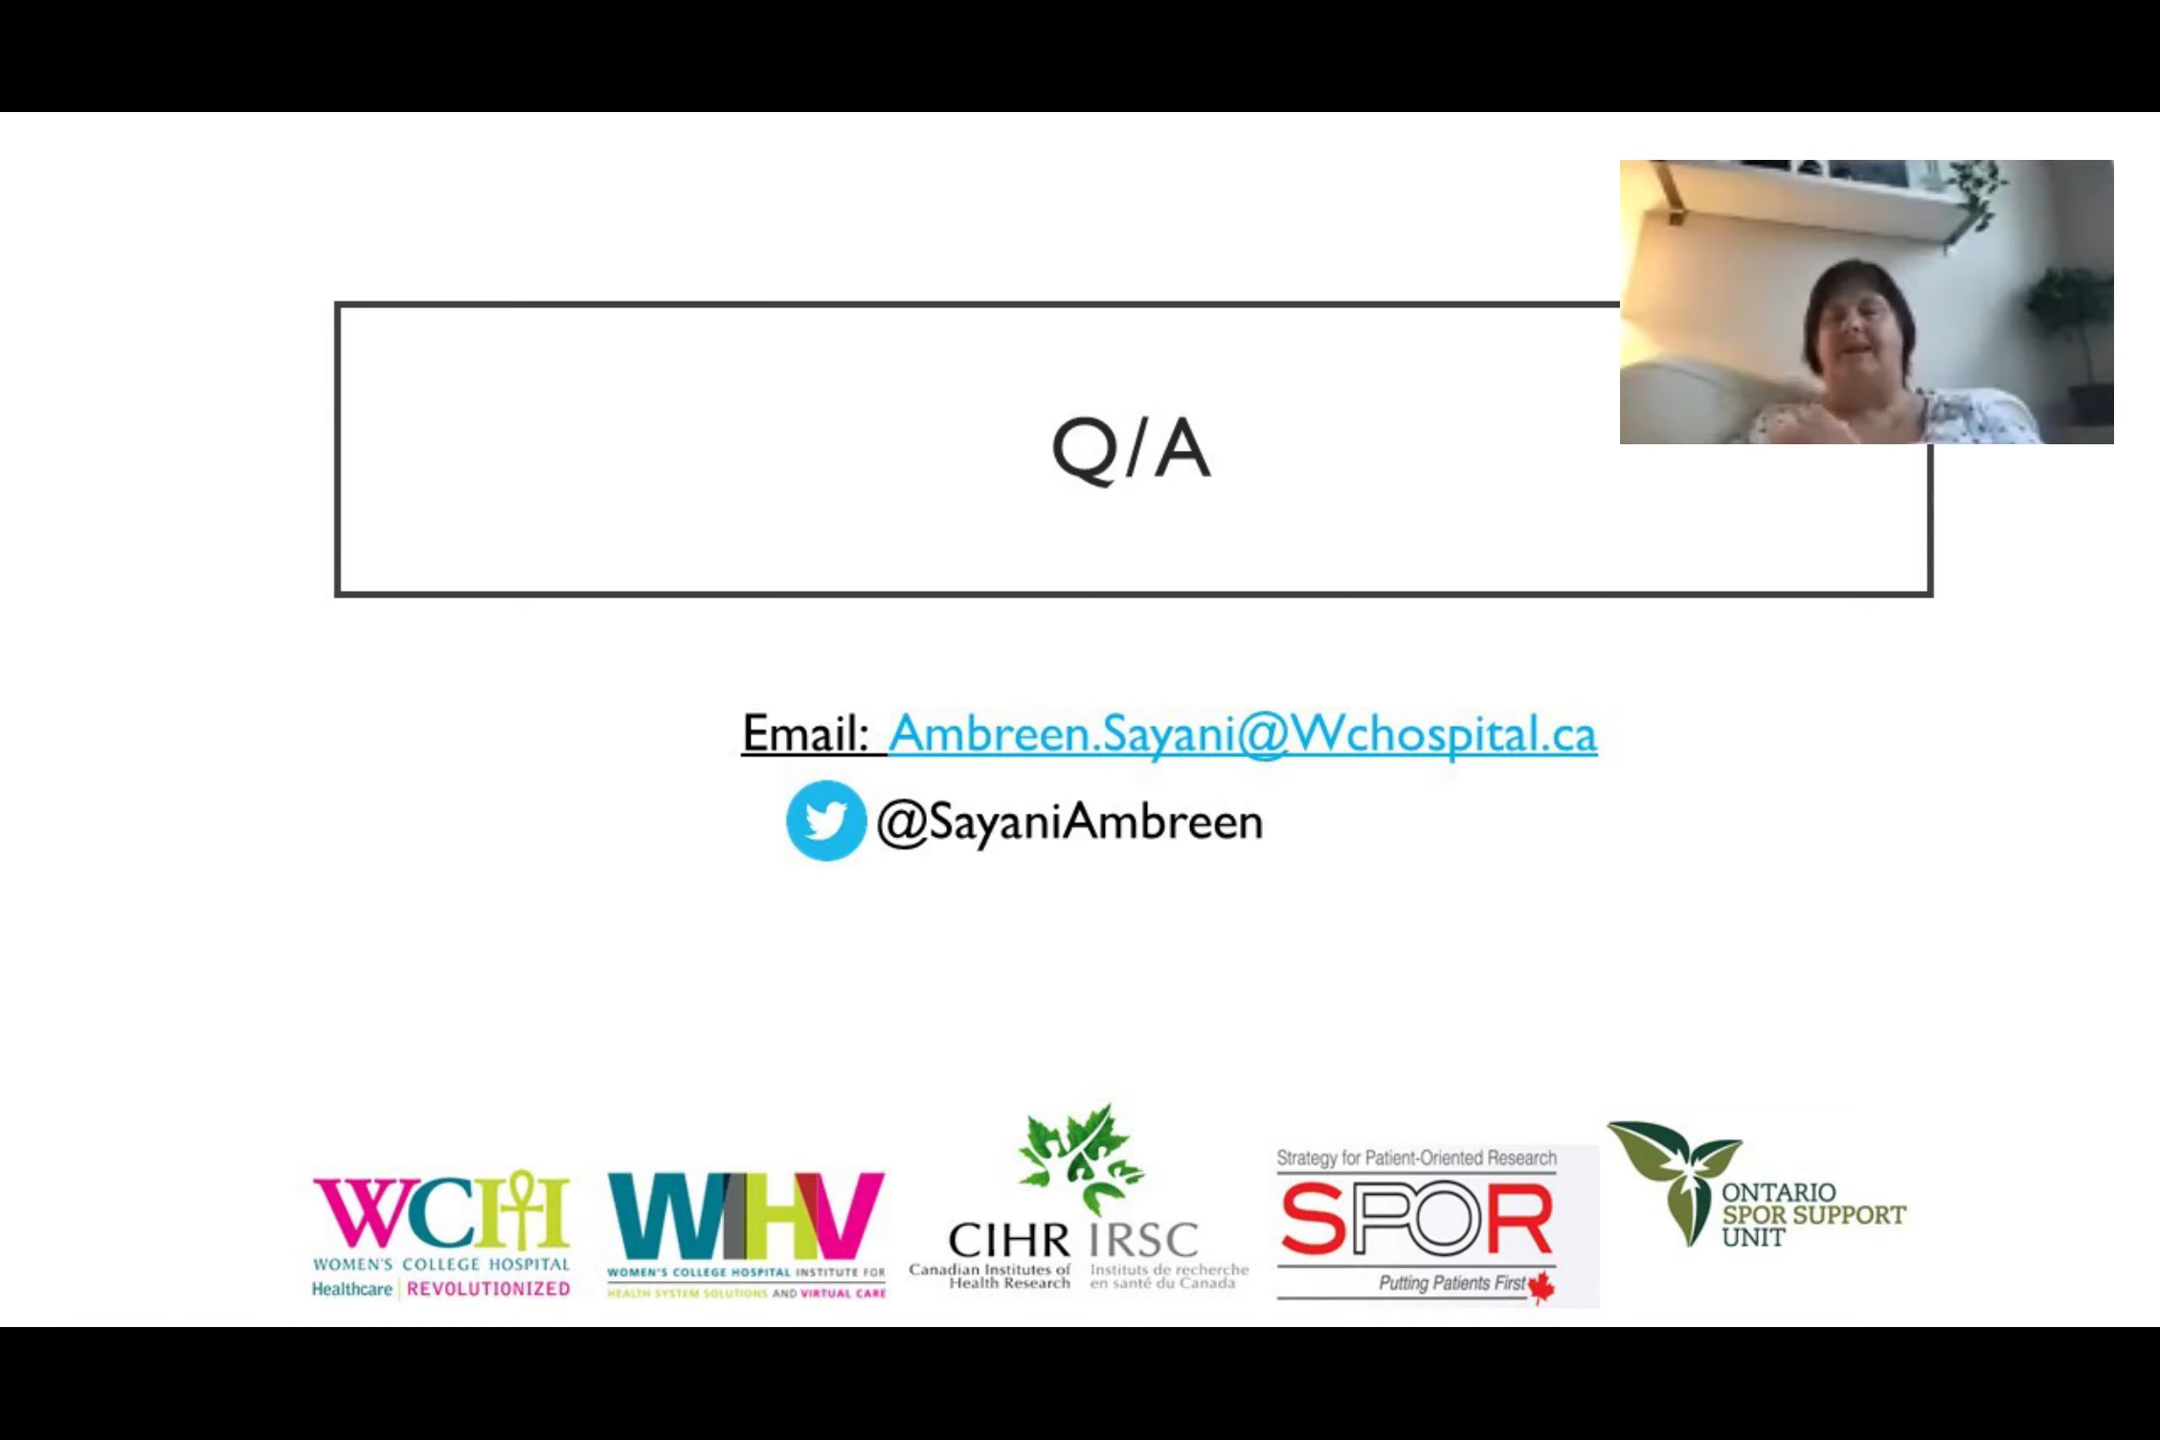 Q/A
Email: Ambreen.Sayani@Wchospital.ca
@SayaniAmbreen
WCH
WOMEN'S COLLEGE HOSPITAL
Healthcare | REVOLUTIONIZED
WIHV
WOMEN'S COLLEGE HOSPITAL INSTITUTE FOR
HEALTH SYSTEM SOLUTIONS AND VIRTUAL CARE
CIHR IRSC
Canadian Institutes of Health Research
Instituts de recherche en santé du Canada
Strategy for Patient-Oriented Research
SPOR
Putting Patients First
ONTARIO
SPOR SUPPORT
UNIT